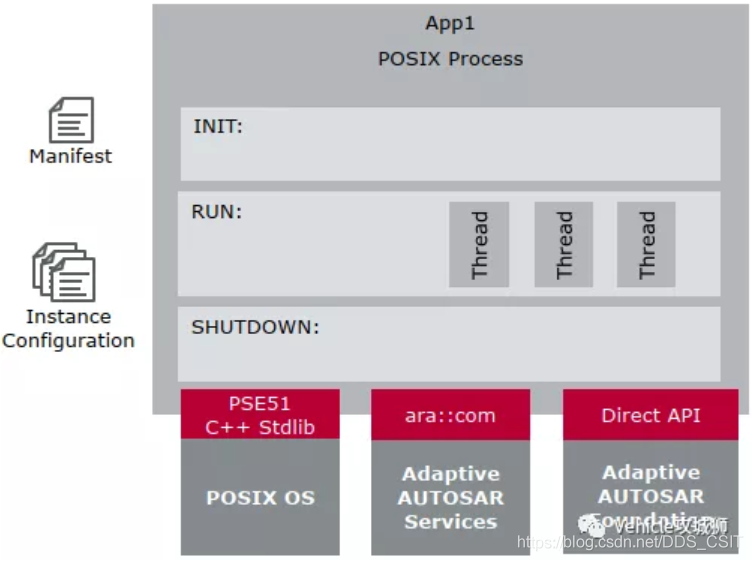 App1
POSIX Process
INIT:
Manifest
RUN:
Thread
Thread
Thread
Instance
Configuration
SHUTDOWN:
PSE51
C++ Stdlib
ara::com
Direct API
POSIX OS
Adaptive
AUTOSAR
Services
Adaptive
AUTOSAR
Foundation
Vehicle攻城狮
https://blog.csdn.net/DDS_CSIT